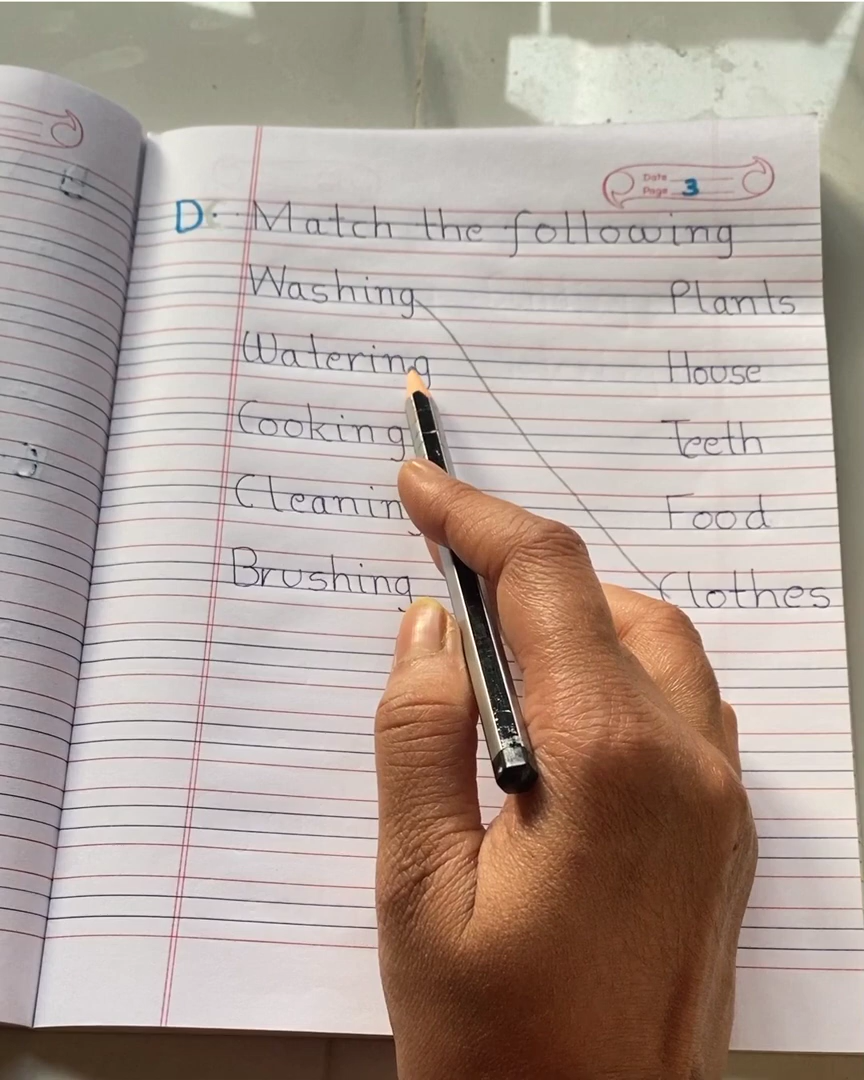 Date
Page 3
D. Match the following
Washing Plants
Watering House
Cooking Teeth
Cleaning Food
Brushing Clothes